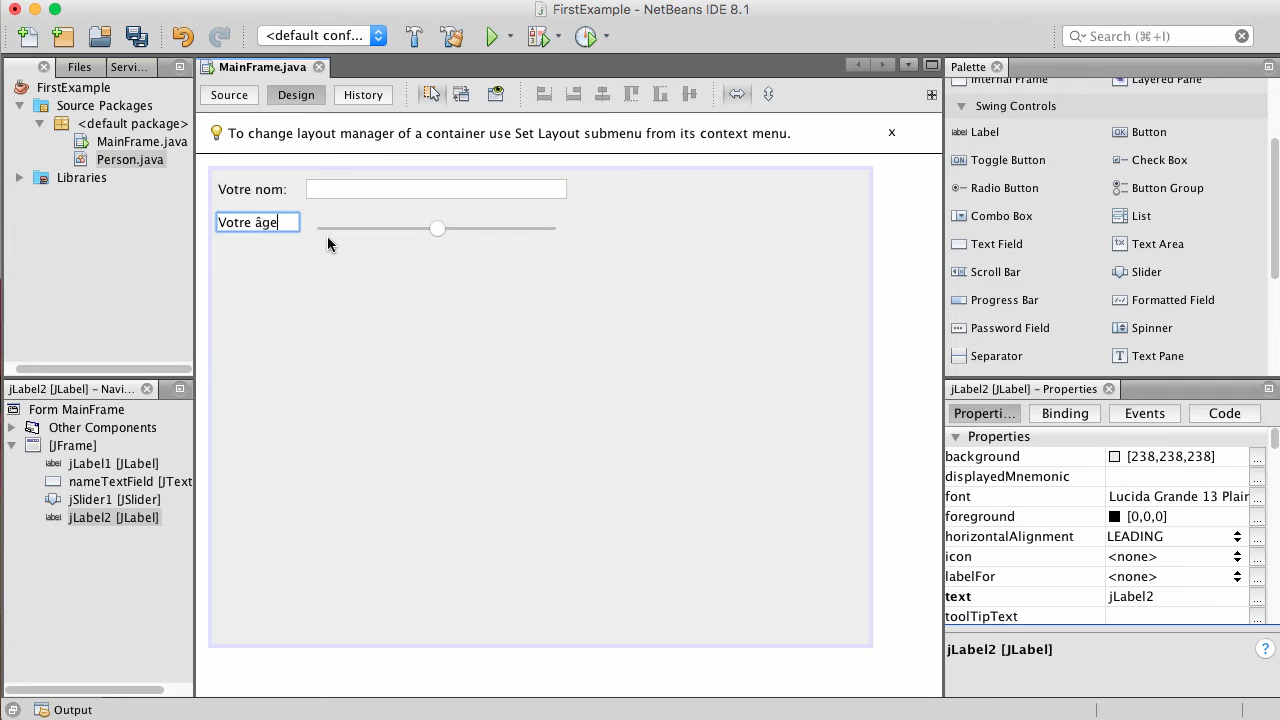 FirstExample - NetBeans IDE 8.1
<default conf...
Search (⌘+I)
Files
Servi...
FirstExample
Source Packages
<default package>
MainFrame.java
Person.java
Libraries
MainFrame.java
Source
Design
History
To change layout manager of a container use Set Layout submenu from its context menu.
x
Votre nom:
Votre âge
Palette
Internal Frame
Layered Pane
Swing Controls
label Label
OK Button
ON Toggle Button
Check Box
Radio Button
Button Group
Combo Box
List
Text Field
Text Area
Scroll Bar
Slider
Progress Bar
Formatted Field
Password Field
Spinner
Separator
T Text Pane
jLabel2 [JLabel] - Navi...
Form MainFrame
Other Components
[JFrame]
label jLabel1 [JLabel]
nameTextField [JText
jSlider1 [JSlider]
label jLabel2 [JLabel]
jLabel2 [JLabel] - Properties
Properti...
Binding
Events
Code
Properties
background [238,238,238] ...
displayedMnemonic ...
font Lucida Grande 13 Plain ...
foreground [0,0,0] ...
horizontalAlignment LEADING ...
icon <none> ...
labelFor <none> ...
text jLabel2 ...
toolTipText ...
jLabel2 [JLabel]
?
Output